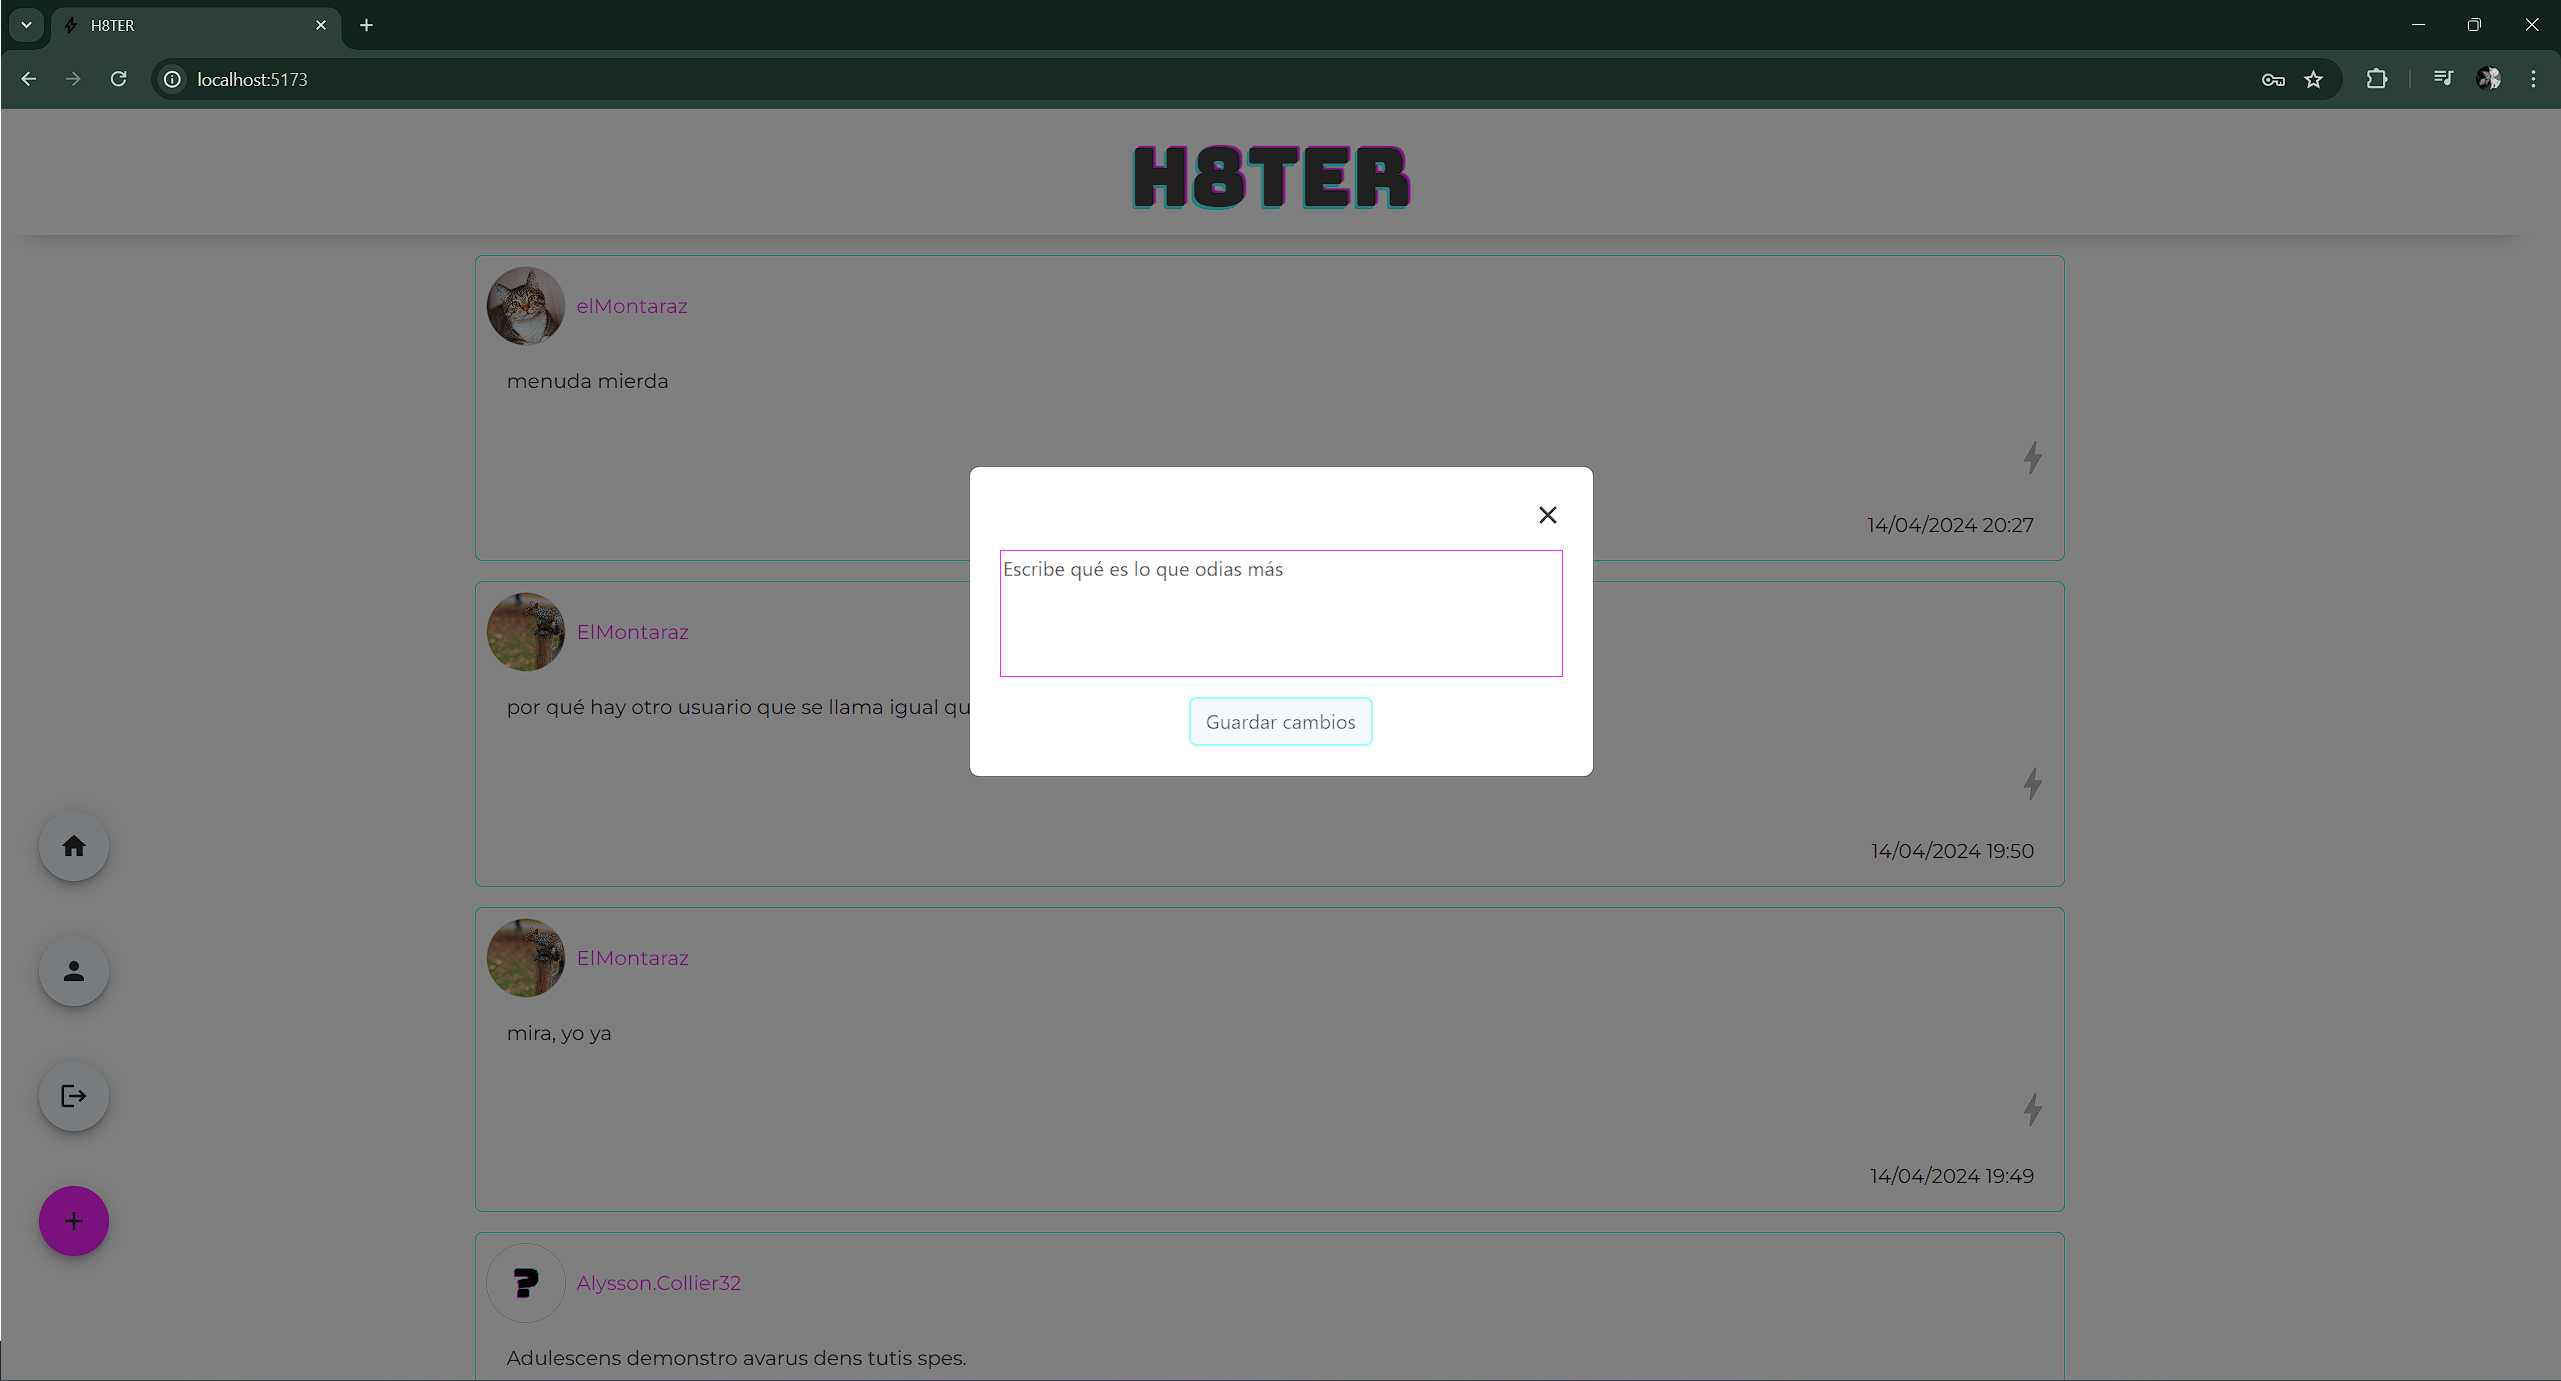 H8TER
localhost:5173
H8TER
elMontaraz
menuda mierda
14/04/2024 20:27
Escribe qué es lo que odias más
Guardar cambios
ElMontaraz
por qué hay otro usuario que se llama igual qu
14/04/2024 19:50
ElMontaraz
mira, yo ya
14/04/2024 19:49
?
Alysson.Collier32
Adulescens demonstro avarus dens tutis spes.